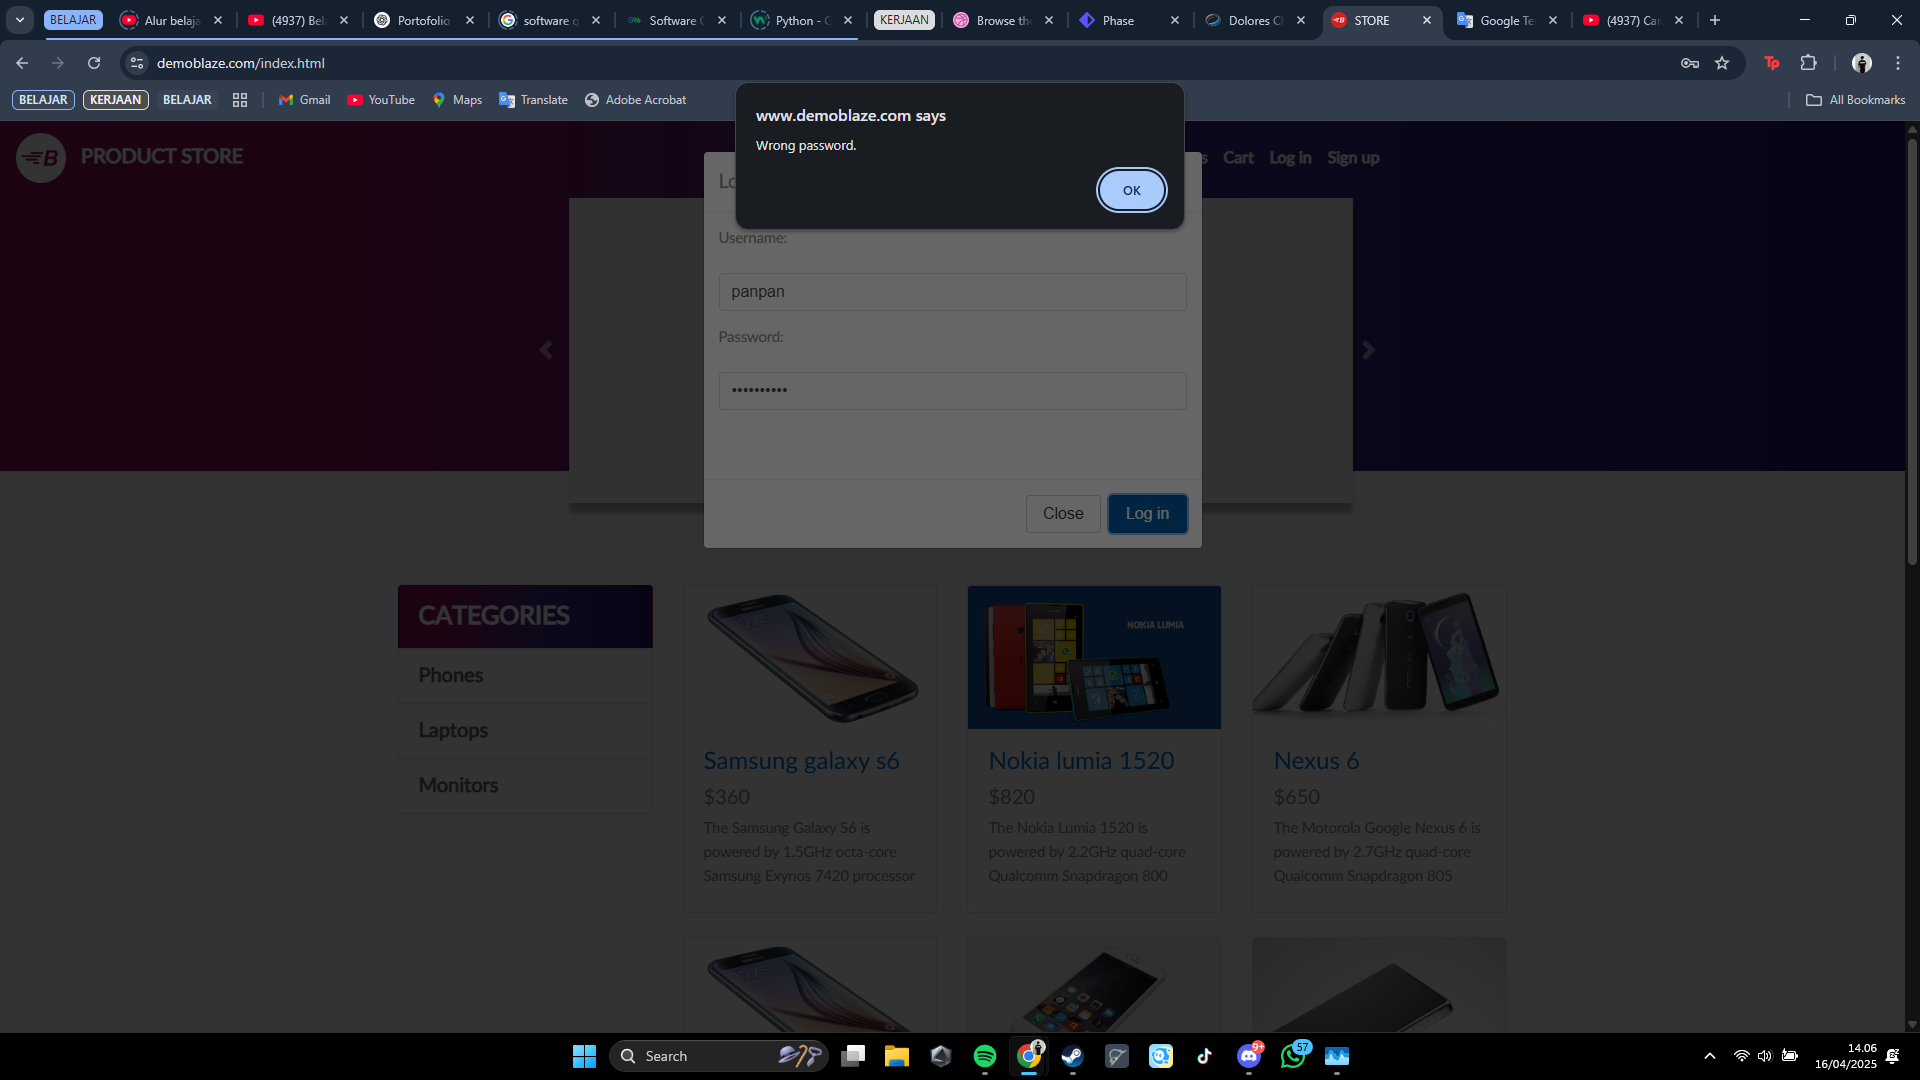 BELAJAR
Alur belaja
(4937) Bel
Portofolio
software q
Software
Python - G
KERJAAN
Browse the
Phase
Dolores C
STORE
Google Te
(4937) Car
demoblaze.com/index.html
BELAJAR
KERJAAN
BELAJAR
Gmail
YouTube
Maps
Translate
Adobe Acrobat
All Bookmarks
www.demoblaze.com says
Wrong password.
OK
PRODUCT STORE
Cart
Log in
Sign up
Username:
panpan
Password:
••••••••••
Close
Log in
CATEGORIES
Phones
Laptops
Monitors
NOKIA LUMIA
Samsung galaxy s6
$360
The Samsung Galaxy S6 is
powered by 1.5GHz octa-core
Samsung Exynos 7420 processor
Nokia lumia 1520
$820
The Nokia Lumia 1520 is
powered by 2.2GHz quad-core
Qualcomm Snapdragon 800
Nexus 6
$650
The Motorola Google Nexus 6 is
powered by 2.7GHz quad-core
Qualcomm Snapdragon 805
Search
9+
57
14.06
16/04/2025